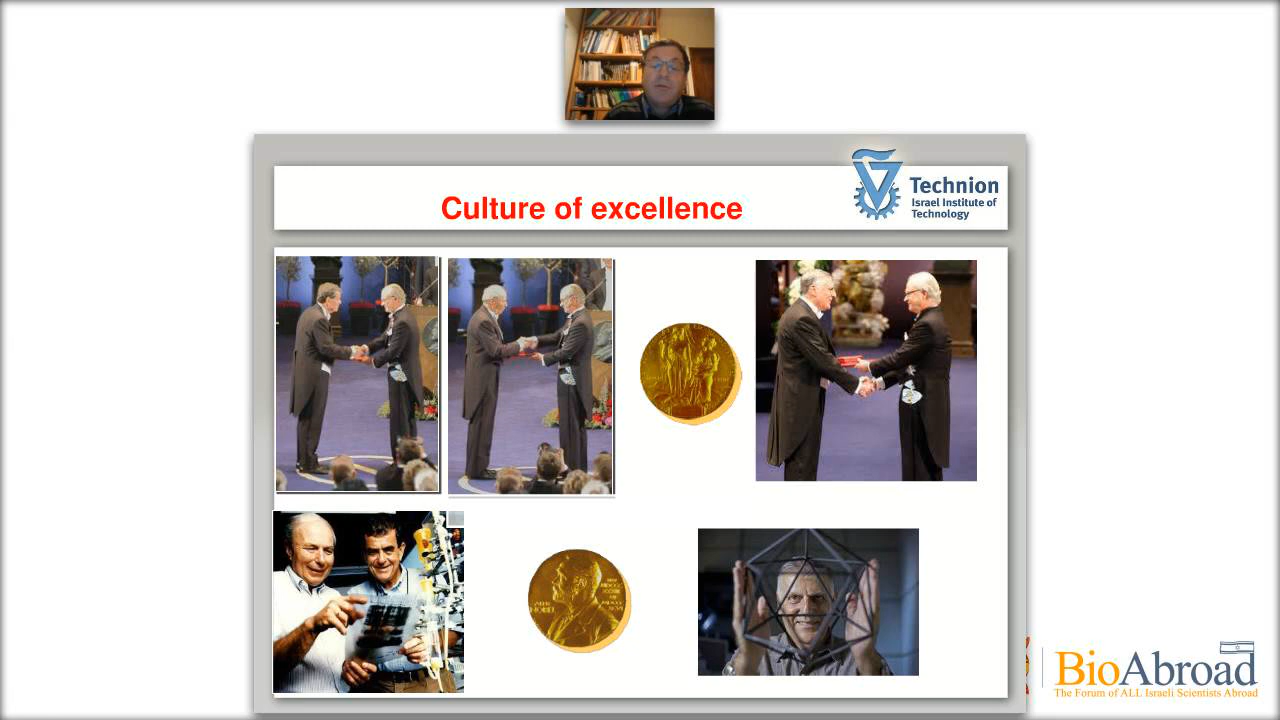 Culture of excellence
Technion
Israel Institute of
Technology
BioAbroad
The Forum of ALL Israeli Scientists Abroad